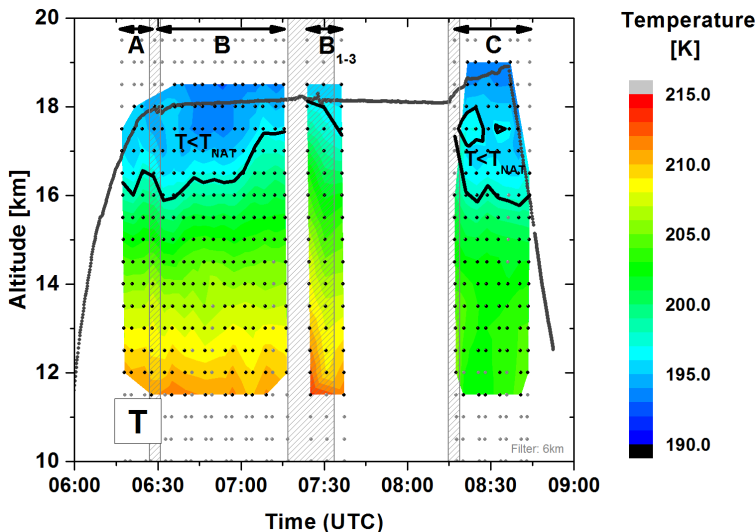 Temperature
[K]
A
B
B1-3
C
20
18
16
14
12
10
Altitude [km]
T<TNAT
T<TNAT
T
Filter: 6km
06:00
06:30
07:00
07:30
08:00
08:30
09:00
Time (UTC)
215.0
210.0
205.0
200.0
195.0
190.0